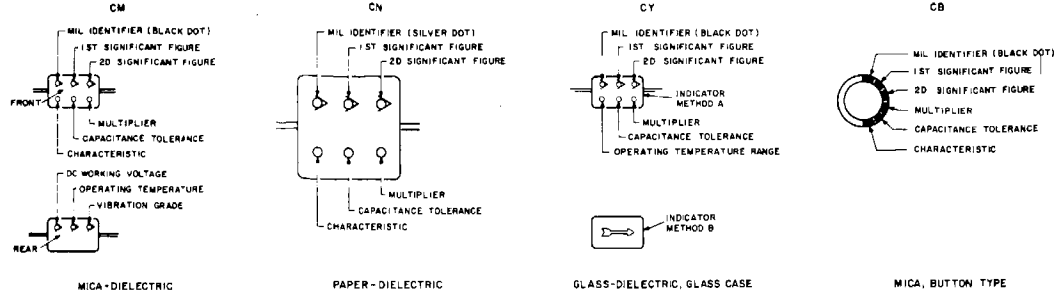 CM
MIL IDENTIFIER (BLACK DOT)
1ST SIGNIFICANT FIGURE
2D SIGNIFICANT FIGURE
FRONT
MULTIPLIER
CAPACITANCE TOLERANCE
CHARACTERISTIC
DC WORKING VOLTAGE
OPERATING TEMPERATURE
VIBRATION GRADE
REAR
MICA-DIELECTRIC
CN
MIL IDENTIFIER (SILVER DOT)
1ST SIGNIFICANT FIGURE
2D SIGNIFICANT FIGURE
MULTIPLIER
CAPACITANCE TOLERANCE
CHARACTERISTIC
PAPER-DIELECTRIC
CY
MIL IDENTIFIER (BLACK DOT)
1ST SIGNIFICANT FIGURE
2D SIGNIFICANT FIGURE
INDICATOR
METHOD A
MULTIPLIER
CAPACITANCE TOLERANCE
OPERATING TEMPERATURE RANGE
INDICATOR
METHOD B
GLASS-DIELECTRIC, GLASS CASE
CB
MIL IDENTIFIER (BLACK DOT)
1ST SIGNIFICANT FIGURE
2D SIGNIFICANT FIGURE
MULTIPLIER
CAPACITANCE TOLERANCE
CHARACTERISTIC
MICA, BUTTON TYPE